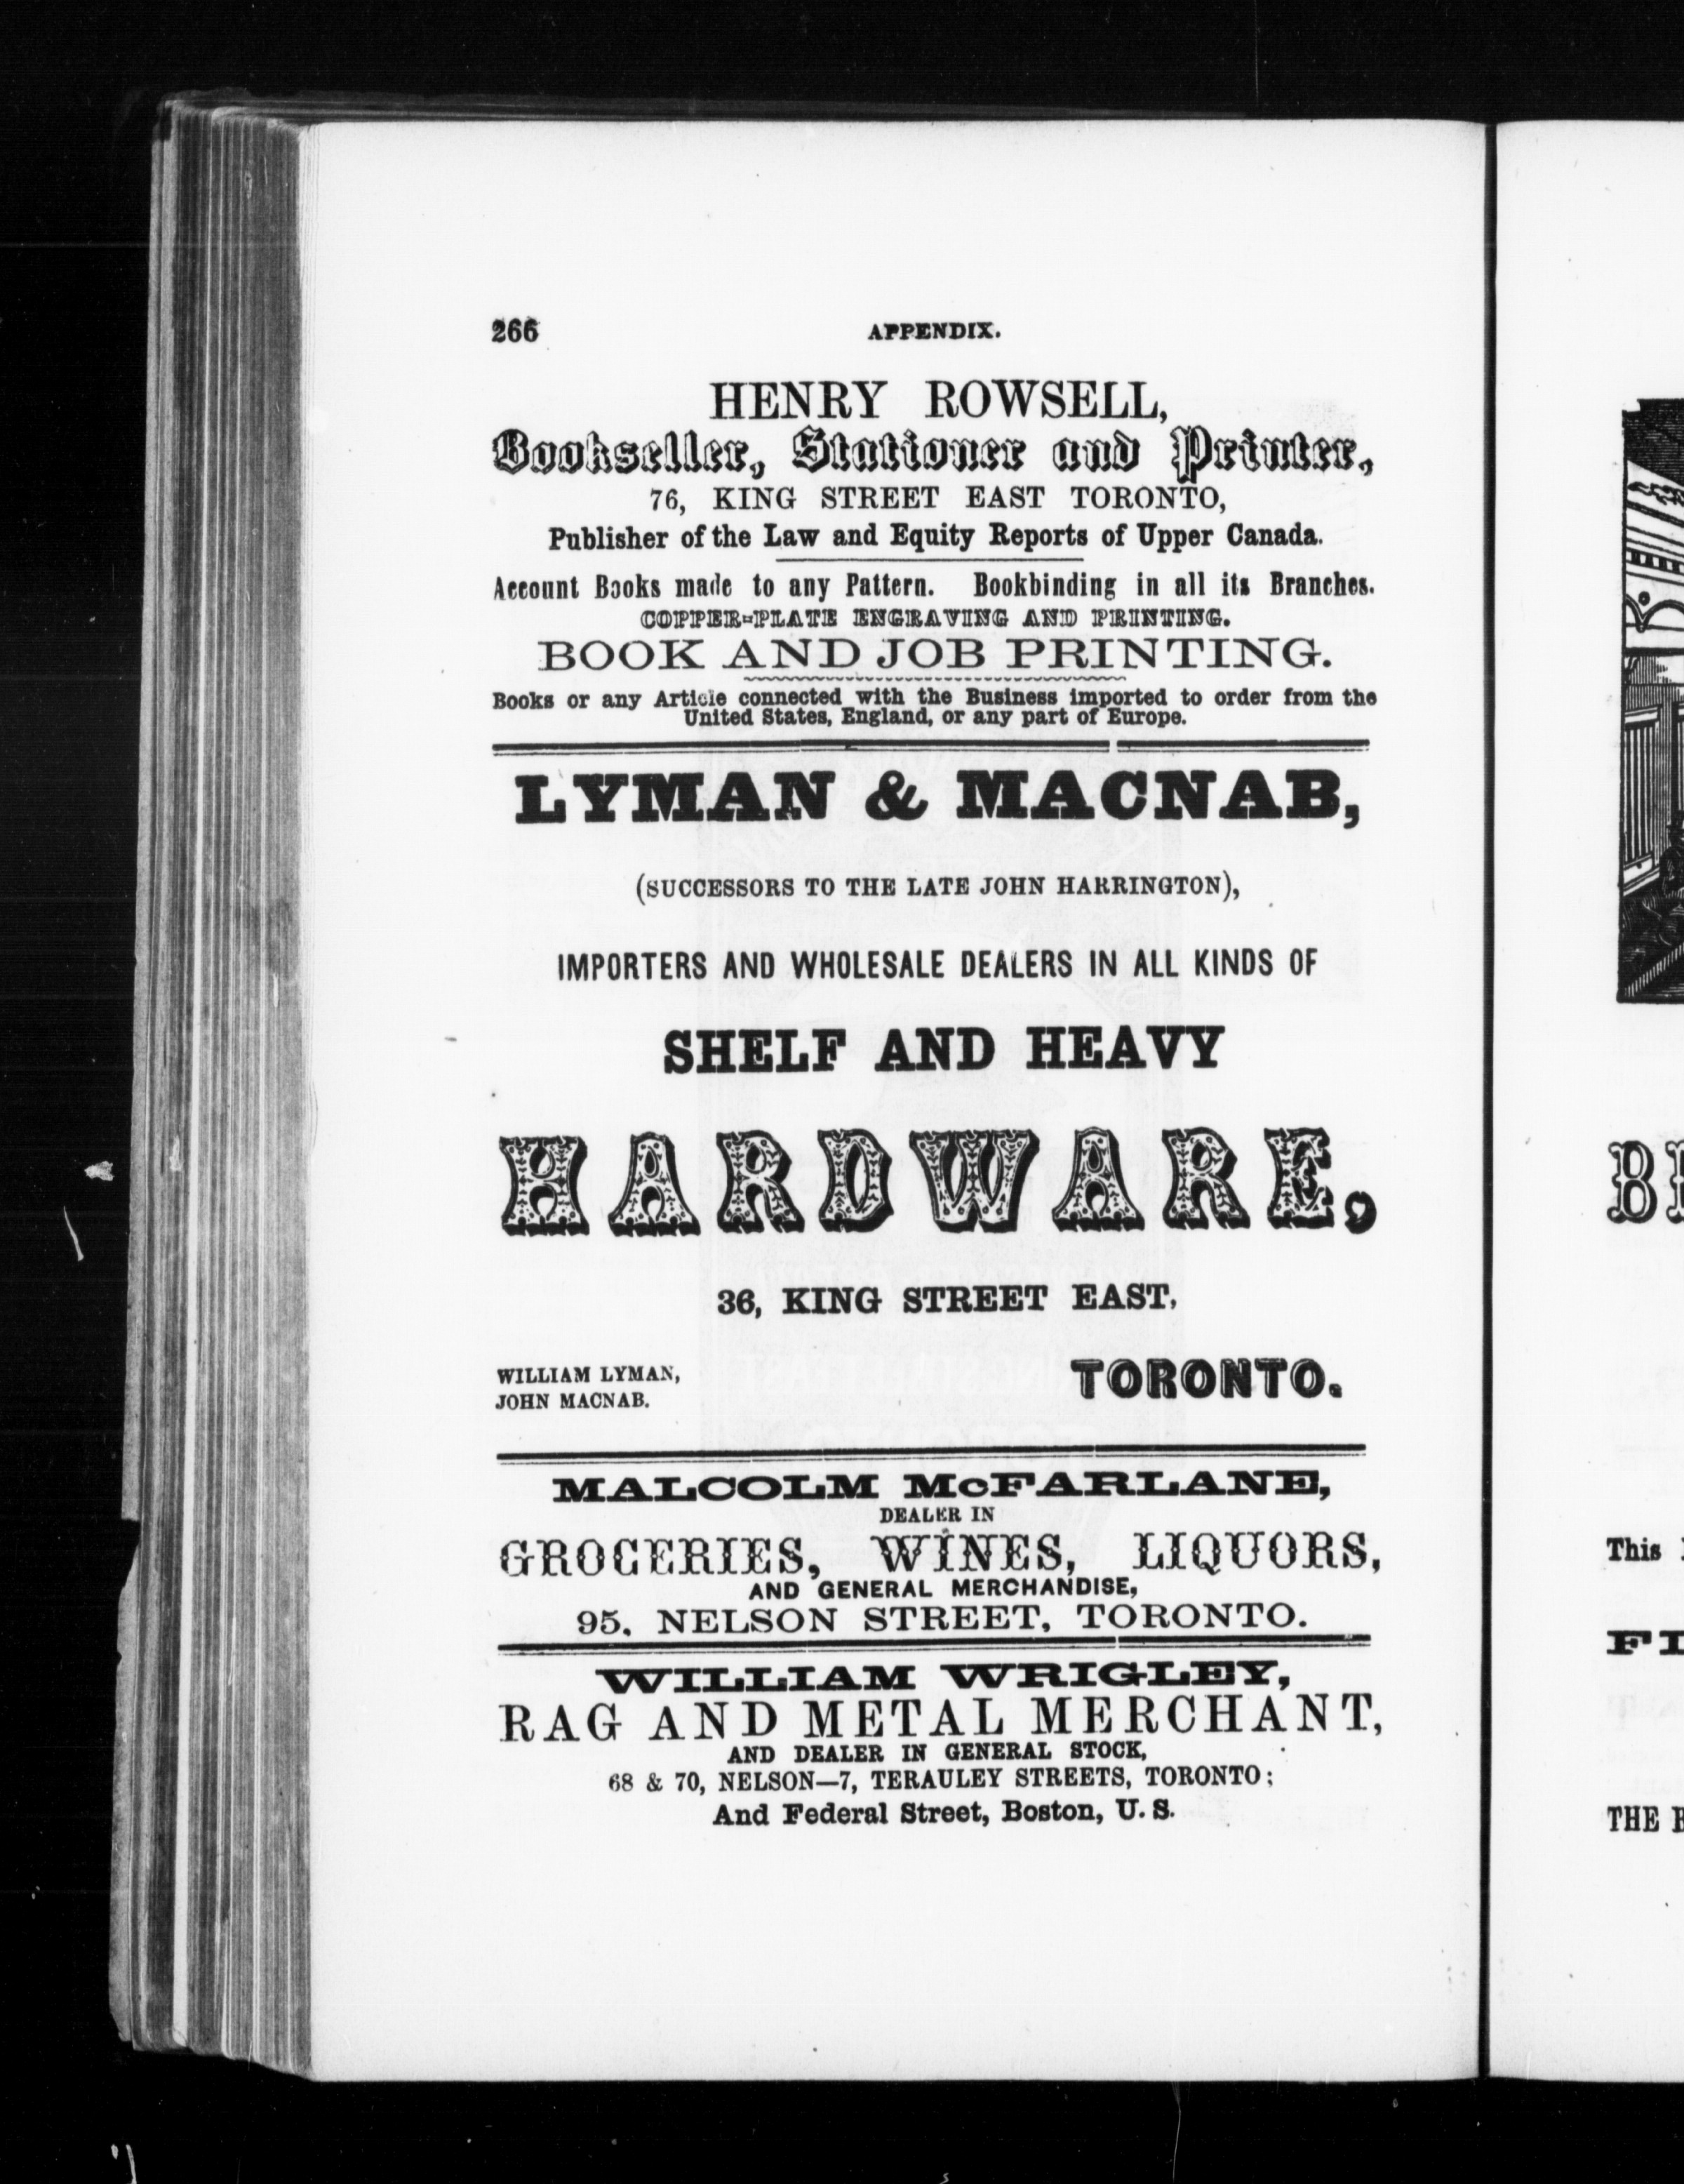 266 APPENDIX.
HENRY ROWSELL,
Bookseller, Stationer and Printer,
76, KING STREET EAST TORONTO,
Publisher of the Law and Equity Reports of Upper Canada.
Account Books made to any Pattern. Bookbinding in all its Branches.
COPPER-PLATE ENGRAVING AND PRINTING.
BOOK AND JOB PRINTING.
Books or any Article connected with the Business imported to order from the
United States, England, or any part of Europe.
LYMAN & MACNAB,
(SUCCESSORS TO THE LATE JOHN HARRINGTON),
IMPORTERS AND WHOLESALE DEALERS IN ALL KINDS OF
SHELF AND HEAVY
HARDWARE,
36, KING STREET EAST,
WILLIAM LYMAN,
JOHN MACNAB.
TORONTO.
MALCOLM McFARLANE,
DEALER IN
GROCERIES, WINES, LIQUORS,
AND GENERAL MERCHANDISE,
95, NELSON STREET, TORONTO.
WILLIAM WRIGLEY,
RAG AND METAL MERCHANT,
AND DEALER IN GENERAL STOCK,
68 & 70, NELSON—7, TERAULEY STREETS, TORONTO;
And Federal Street, Boston, U. S.
This
THE